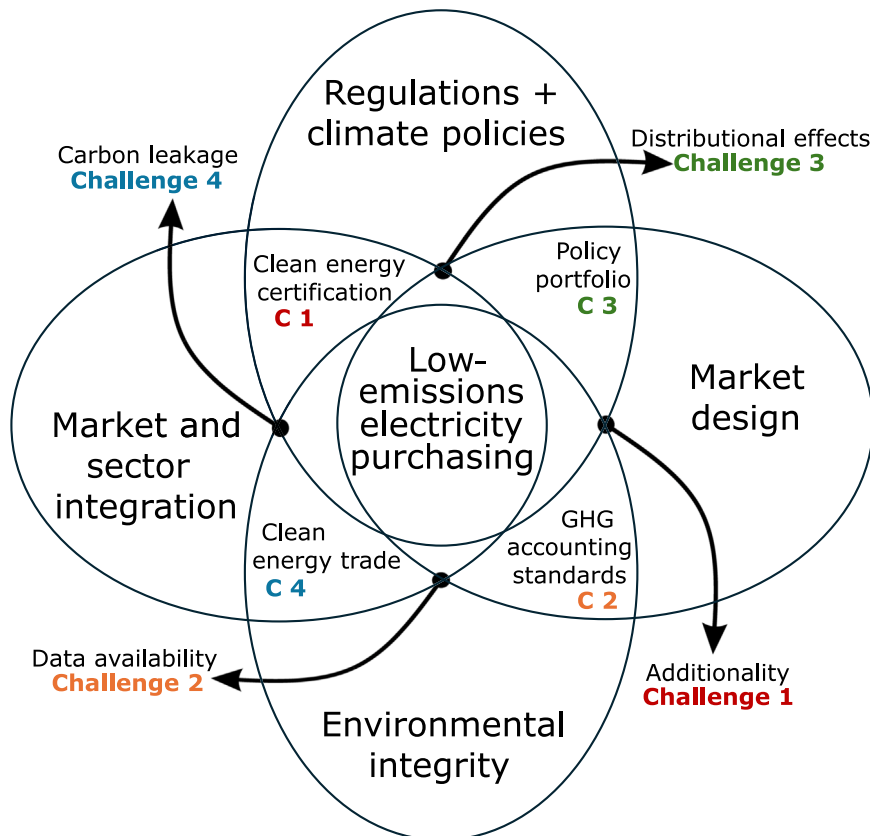 Regulations +
climate policies
Carbon leakage
Challenge 4
Distributional effects
Challenge 3
Clean energy
certification
C 1
Policy
portfolio
C 3
Low-
emissions
electricity
purchasing
Market and
sector
integration
Market
design
Clean
energy trade
C 4
GHG
accounting
standards
C 2
Data availability
Challenge 2
Additionality
Challenge 1
Environmental
integrity